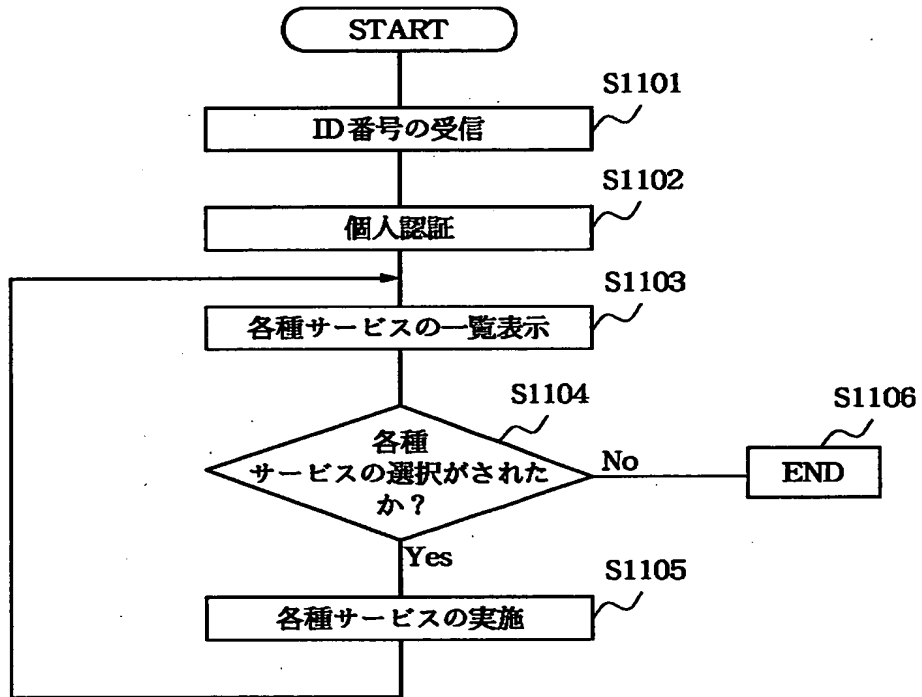 START
S1101
ID番号の受信
S1102
個人認証
S1103
各種サービスの一覧表示
S1104
各種
サービスの選択がされた
か？
No
S1106
END
Yes
S1105
各種サービスの実施